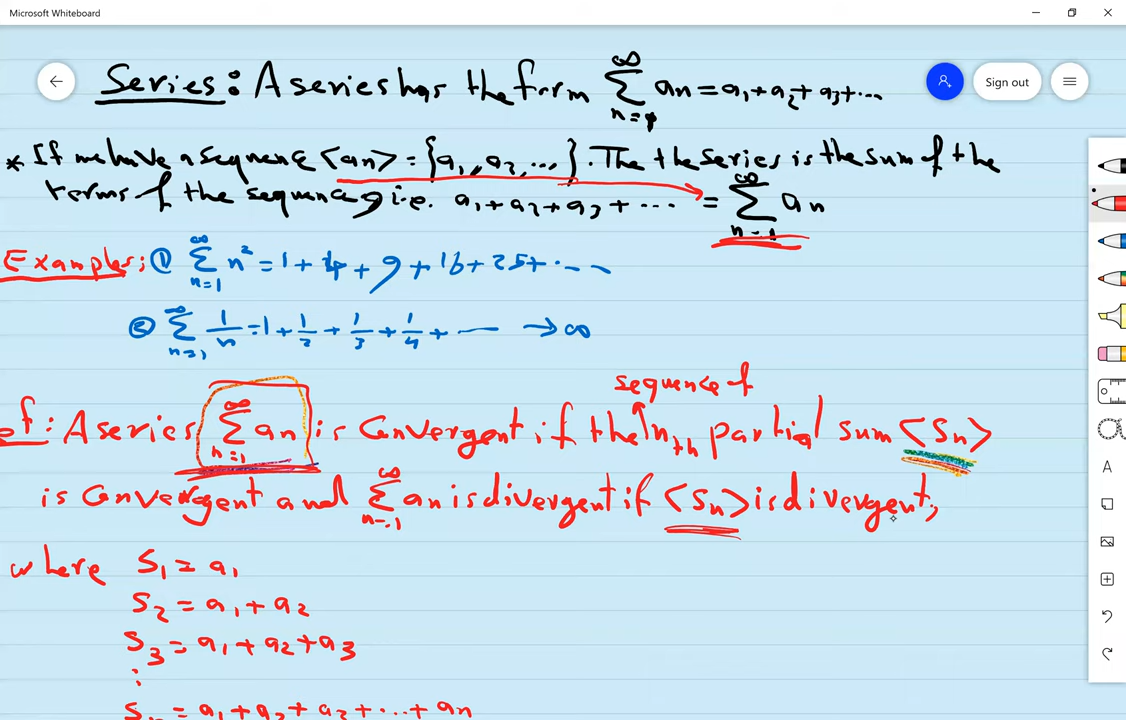 Microsoft Whiteboard
Sign out
Series: A series has the form ∞∑n=1 an = a1 + a2 + a3 + ...
* If we have a sequence <an> = {a1, a2, ...}. The the series is the sum of the
terms of the sequence, i.e. a1 + a2 + a3 + ... = ∞∑n=1 an
Examples: ① ∞∑n=1 n² = 1 + 4 + 9 + 16 + 25 + ...
② ∞∑n=1 1/n = 1 + 1/2 + 1/3 + 1/4 + ... → ∞
sequence of
ef: A series ∞∑n=1 an is convergent if the nth partial sum <Sn>
is convergent and ∞∑n=1 an is divergent if <Sn> is divergent,
where S1 = a1
S2 = a1 + a2
S3 = a1 + a2 + a3
:
= a1 + a2 + a3 + ... + an
A